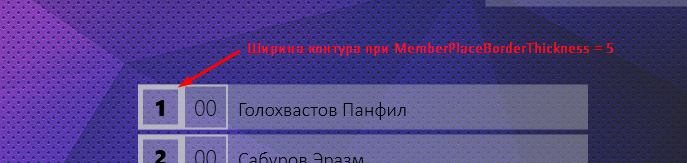 Ширина контура при MemberPlaceBorderThickness = 5
1 00 Голохвастов Панфил
2 00 Сабуров Эразм